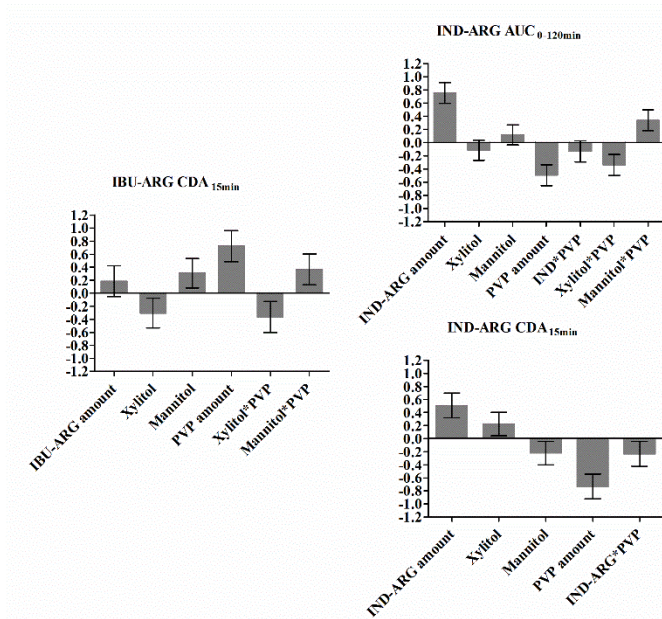 IBU-ARG CDA 15min
1.2
1.0
0.8
0.6
0.4
0.2
0.0
-0.2
-0.4
-0.6
-0.8
-1.0
-1.2
IBU-ARG amount
Xylitol
Mannitol
PVP amount
Xylitol*PVP
Mannitol*PVP
IND-ARG AUC 0-120min
1.2
1.0
0.8
0.6
0.4
0.2
0.0
-0.2
-0.4
-0.6
-0.8
-1.0
-1.2
IND-ARG amount
Xylitol
Mannitol
PVP amount
IND*PVP
Xylitol*PVP
Mannitol*PVP
IND-ARG CDA15min
1.2
1.0
0.8
0.6
0.4
0.2
0.0
-0.2
-0.4
-0.6
-0.8
-1.0
-1.2
IND-ARG amount
Xylitol
Mannitol
PVP amount
IND-ARG*PVP